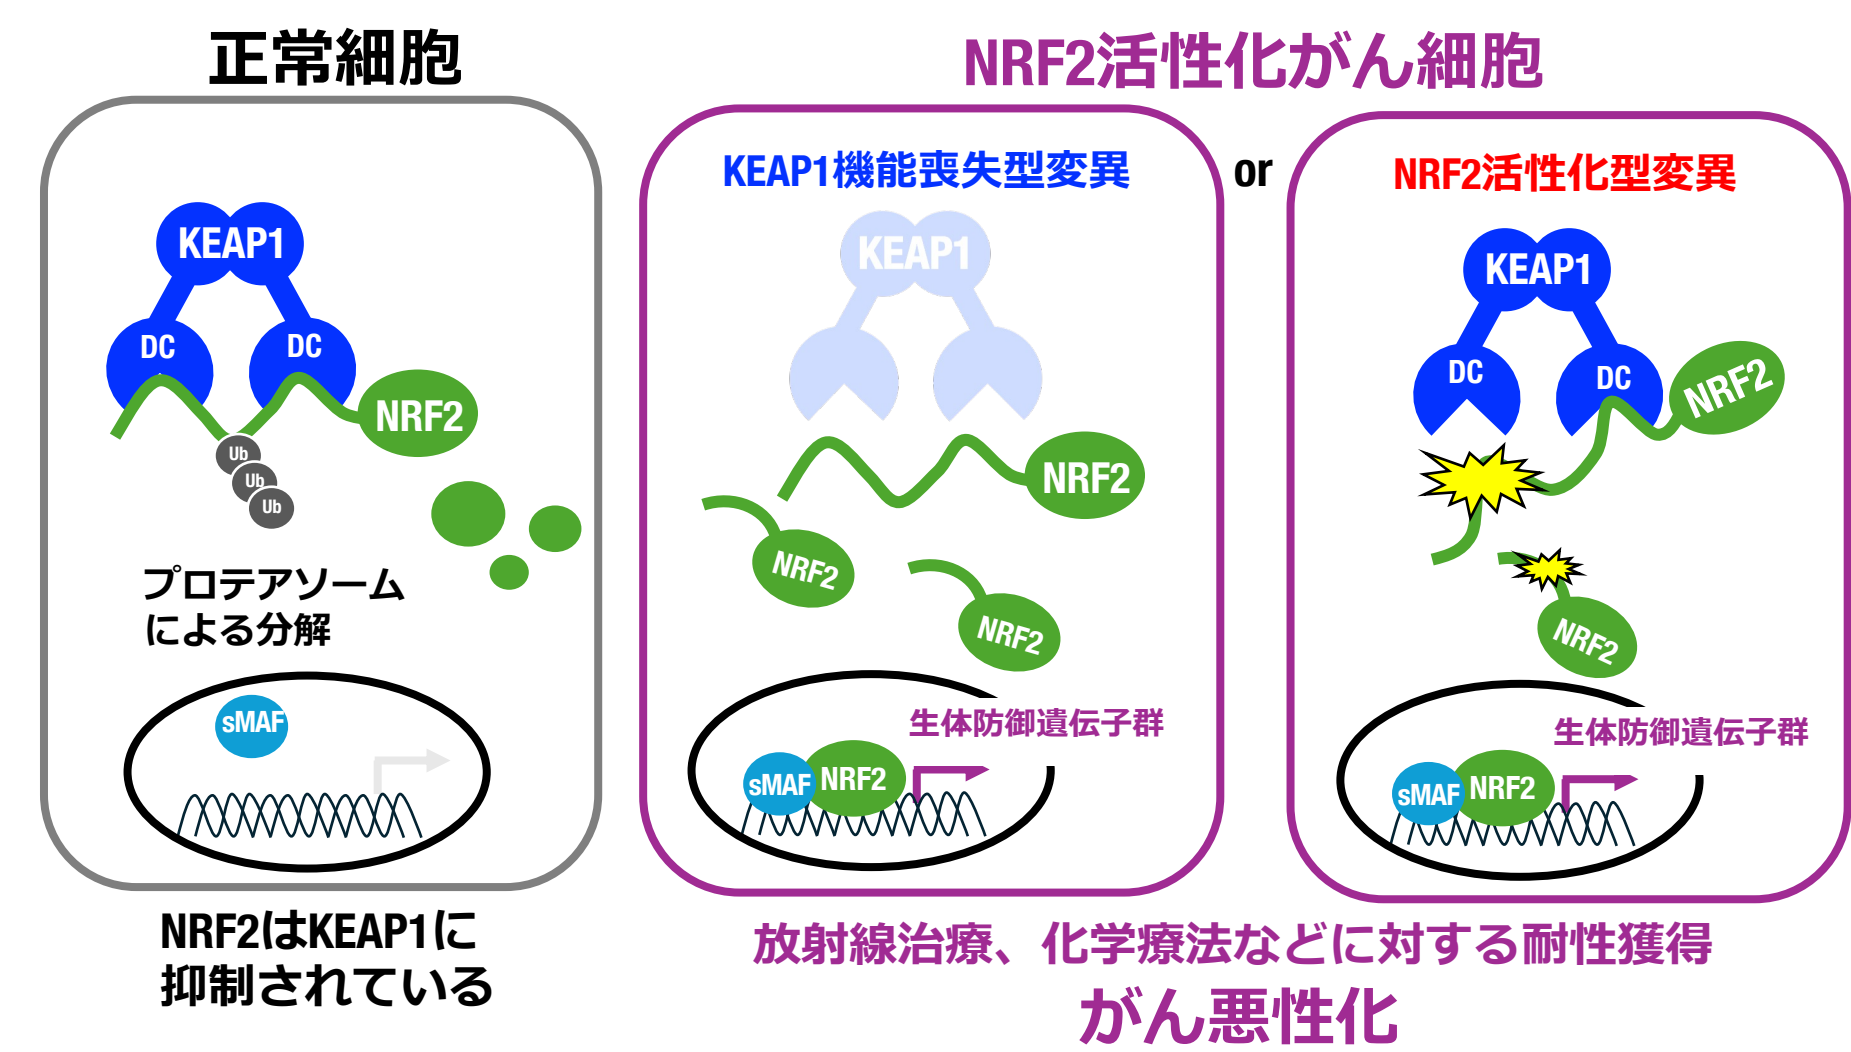 正常細胞
KEAP1
DC
DC
NRF2
Ub
Ub
Ub
プロテアソーム
による分解
sMAF
NRF2はKEAP1に
抑制されている
NRF2活性化がん細胞
KEAP1機能喪失型変異
KEAP1
NRF2
NRF2
NRF2
生体防御遺伝子群
sMAF
NRF2
or
NRF2活性化型変異
KEAP1
DC
DC
NRF2
NRF2
生体防御遺伝子群
sMAF
NRF2
放射線治療、化学療法などに対する耐性獲得
がん悪性化